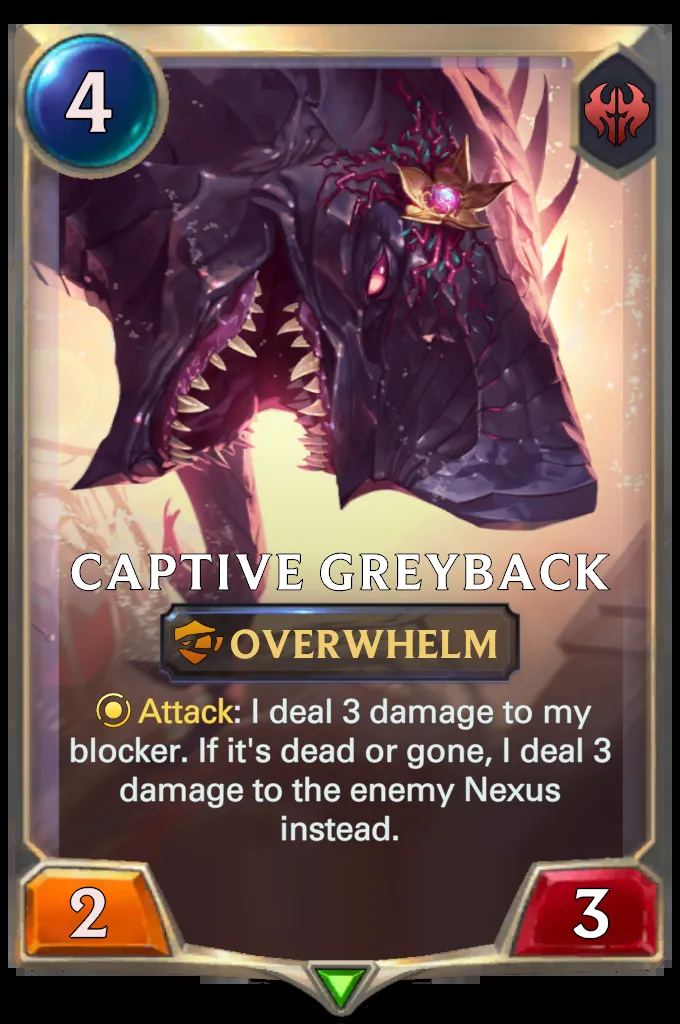 4
CAPTIVE GREYBACK
OVERWHELM
Attack: I deal 3 damage to my
blocker. If it's dead or gone, I deal 3
damage to the enemy Nexus
instead.
2
3